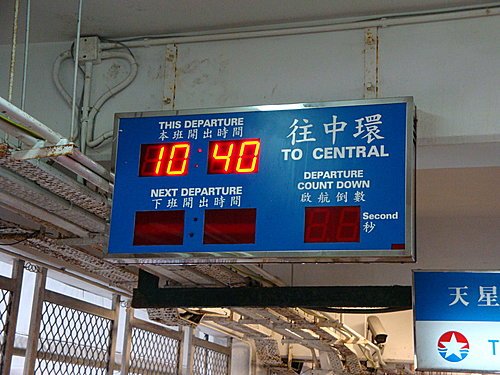 THIS DEPARTURE
本班開出時間
10:40
往中環
TO CENTRAL
NEXT DEPARTURE
下班開出時間
DEPARTURE
COUNT DOWN
啟航倒數
Second
秒
天星
T